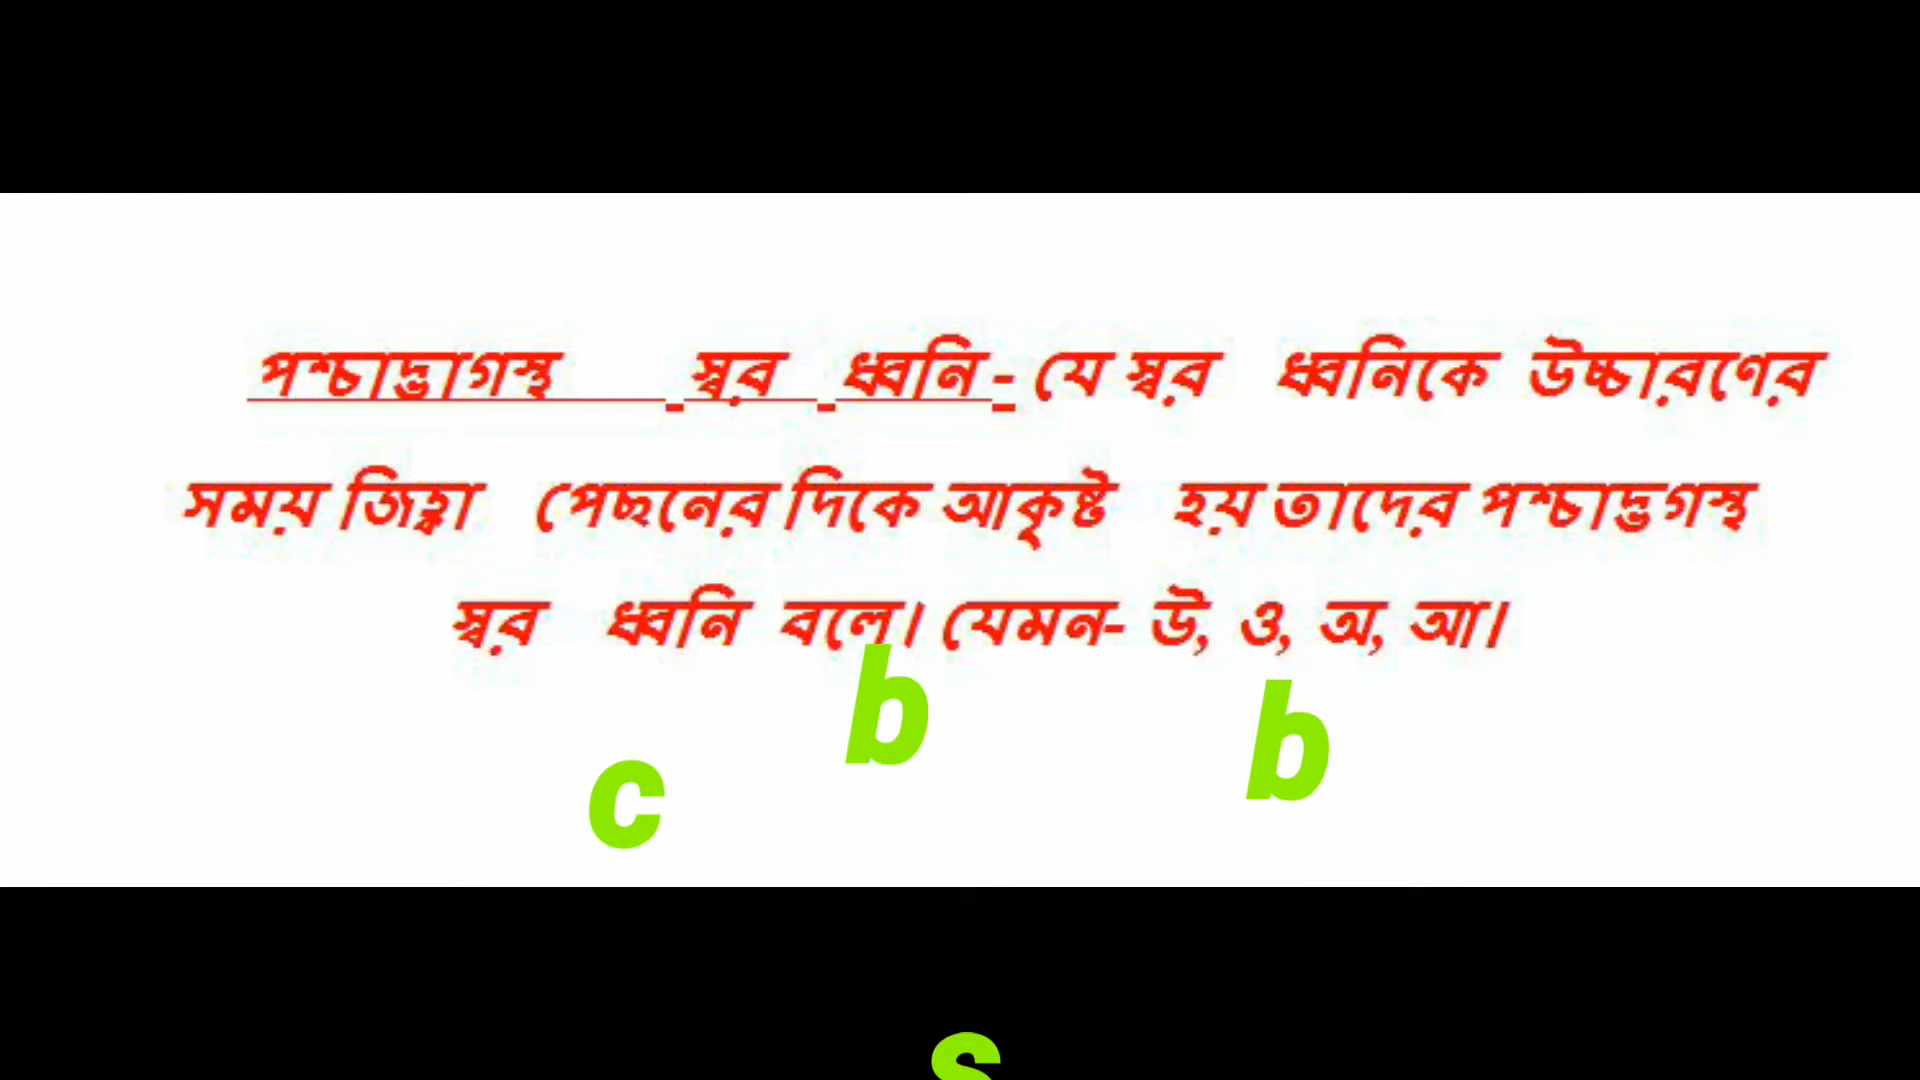 পশ্চাদ্ভাগস্থ স্বর ধ্বনি - যে স্বর ধ্বনিকে উচ্চারণের
সময় জিহ্বা পেছনের দিকে আকৃষ্ট হয় তাদের পশ্চাদ্ভগস্থ
স্বর ধ্বনি বলে। যেমন- উ, ও, অ, আ।
b
b
c
s